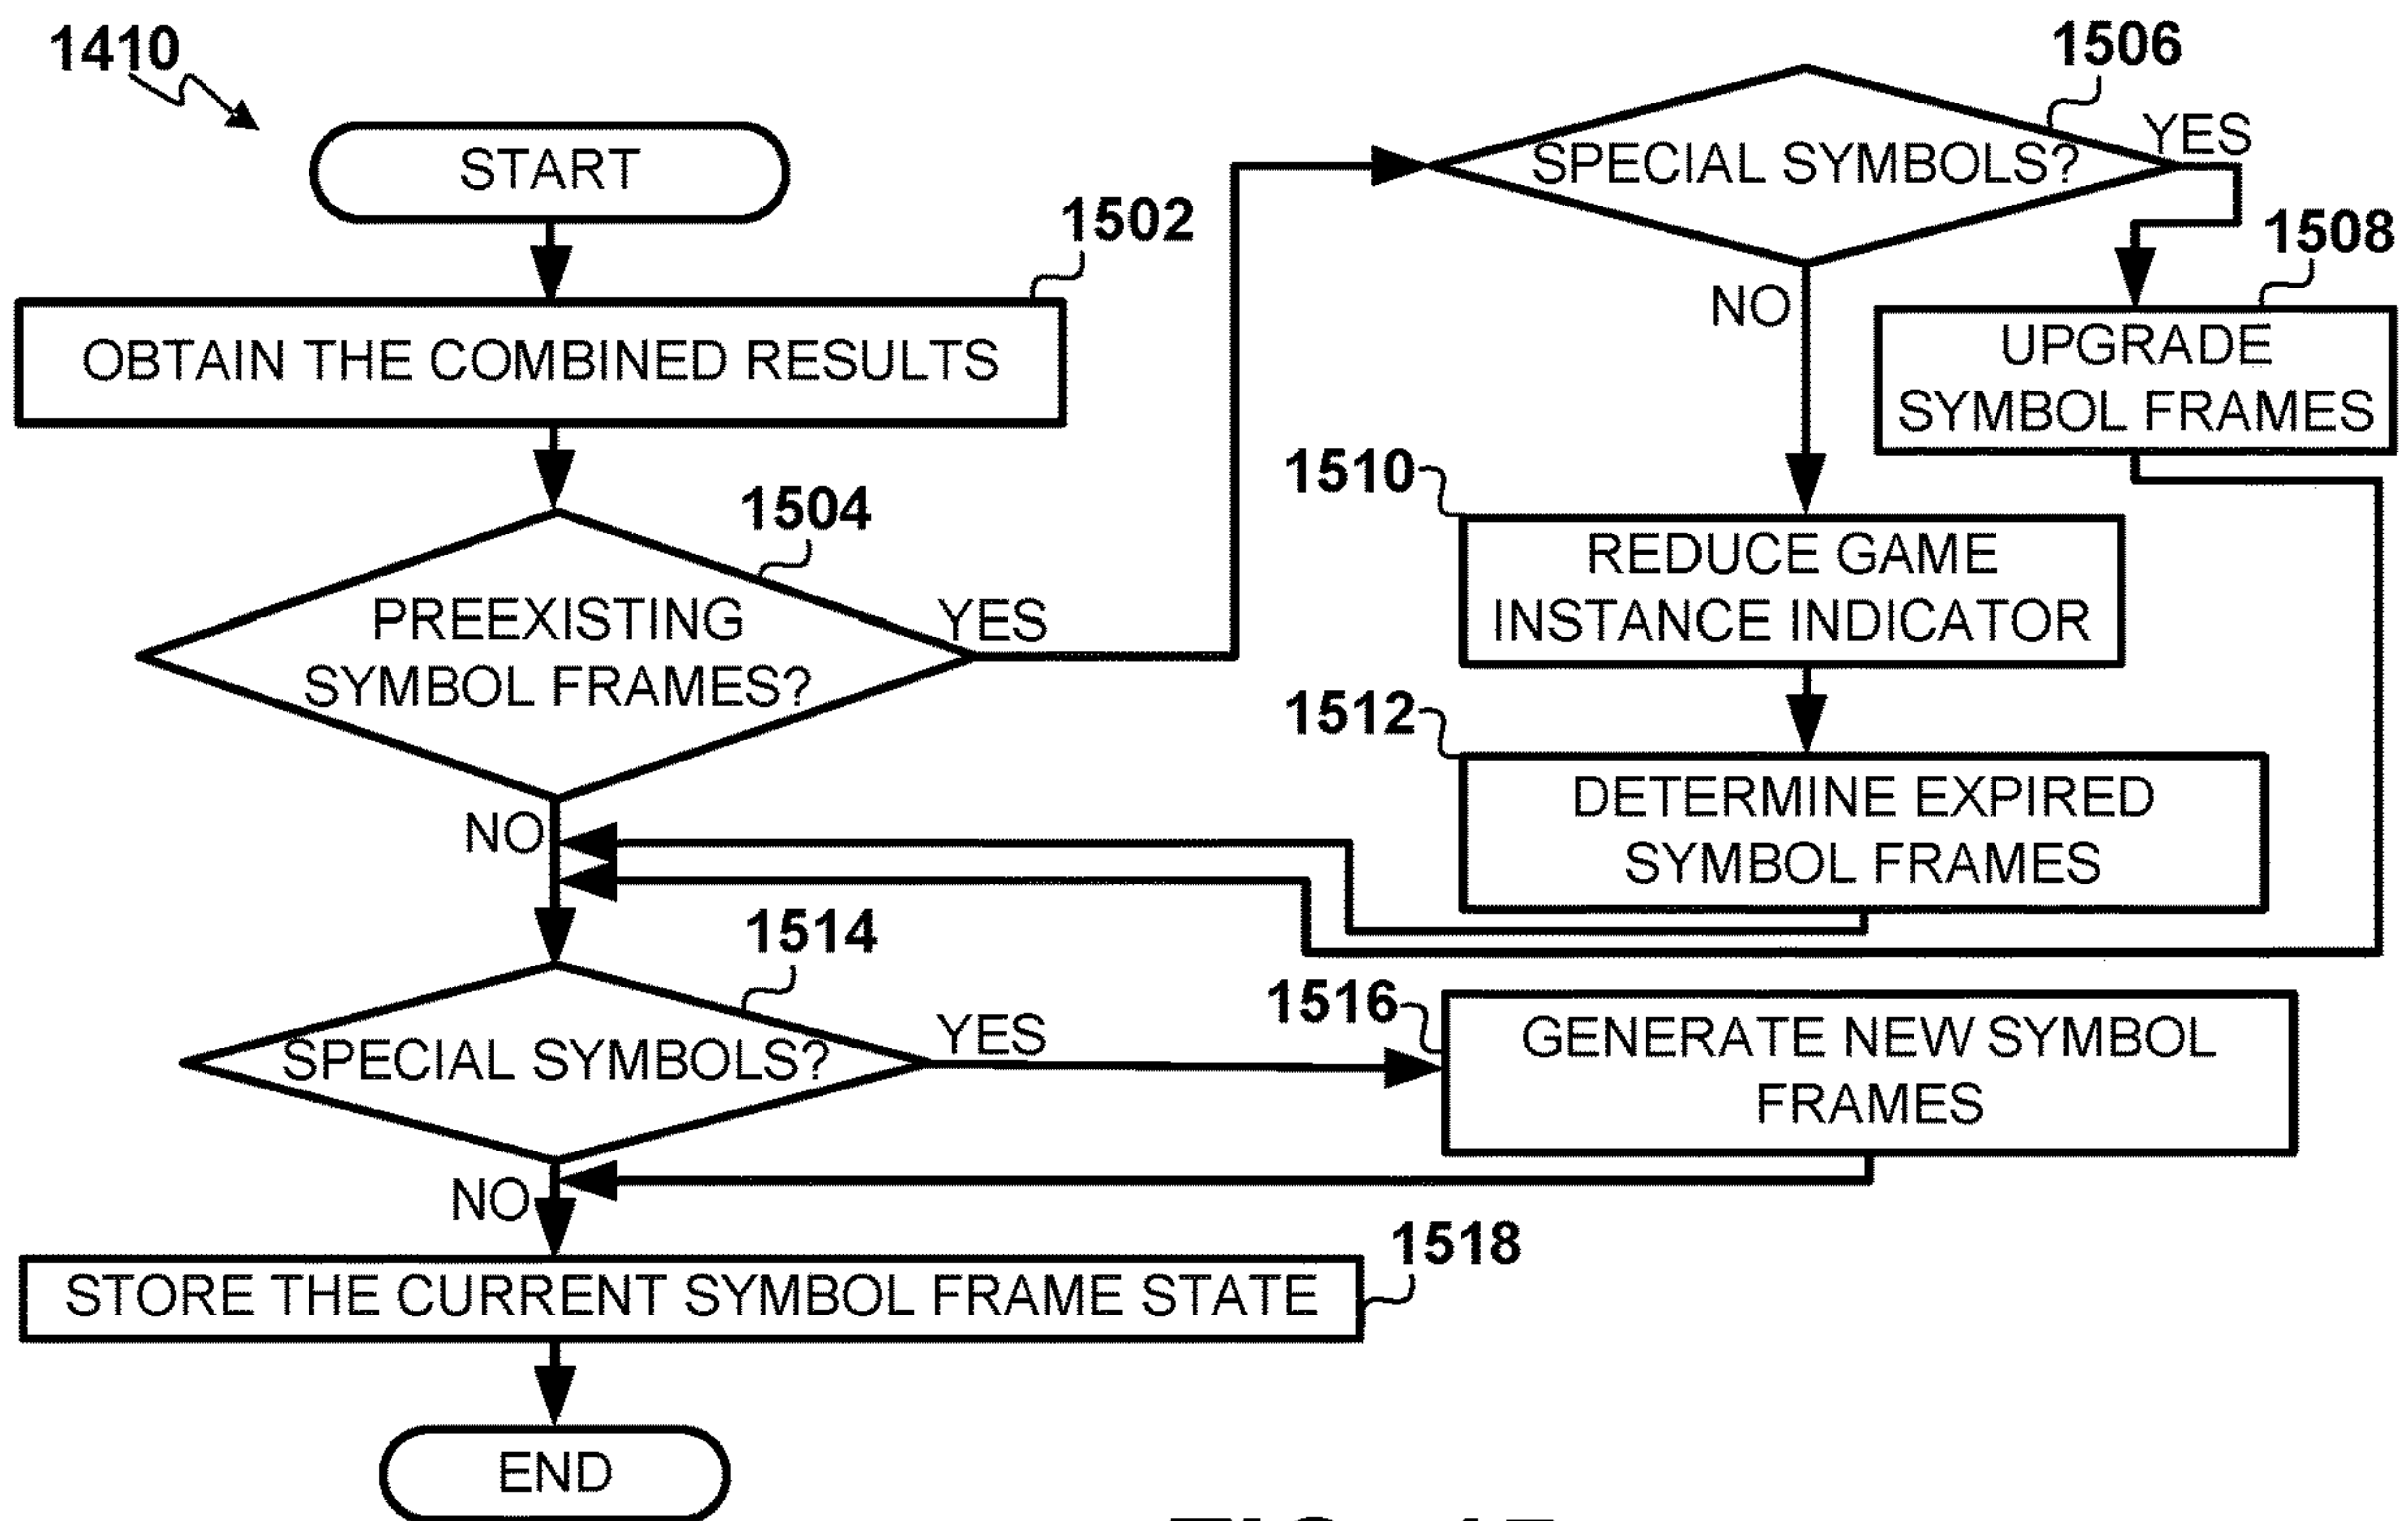 1410
START
1502
OBTAIN THE COMBINED RESULTS
1504
PREEXISTING
SYMBOL FRAMES?
YES
NO
1506
SPECIAL SYMBOLS?
YES
NO
1508
UPGRADE
SYMBOL FRAMES
1510
REDUCE GAME
INSTANCE INDICATOR
1512
DETERMINE EXPIRED
SYMBOL FRAMES
1514
SPECIAL SYMBOLS?
YES
NO
1516
GENERATE NEW SYMBOL
FRAMES
1518
STORE THE CURRENT SYMBOL FRAME STATE
END